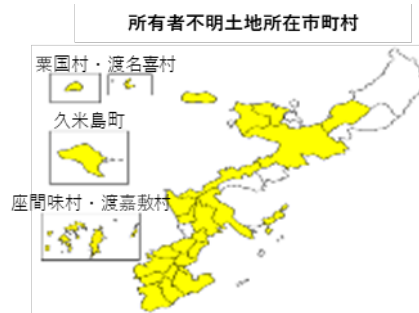 所有者不明土地所在市町村
粟国村・渡名喜村
久米島町
座間味村・渡嘉敷村